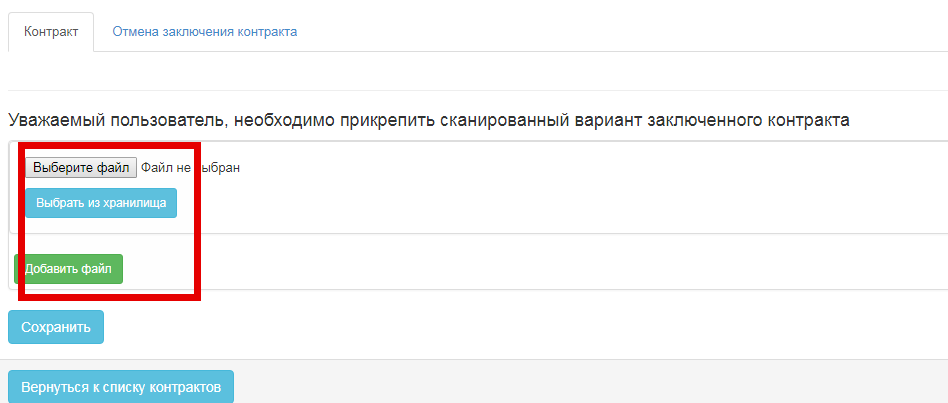 Контракт Отмена заключения контракта
Уважаемый пользователь, необходимо прикрепить сканированный вариант заключенного контракта
Выберите файл Файл не выбран
Выбрать из хранилища
Добавить файл
Сохранить
Вернуться к списку контрактов